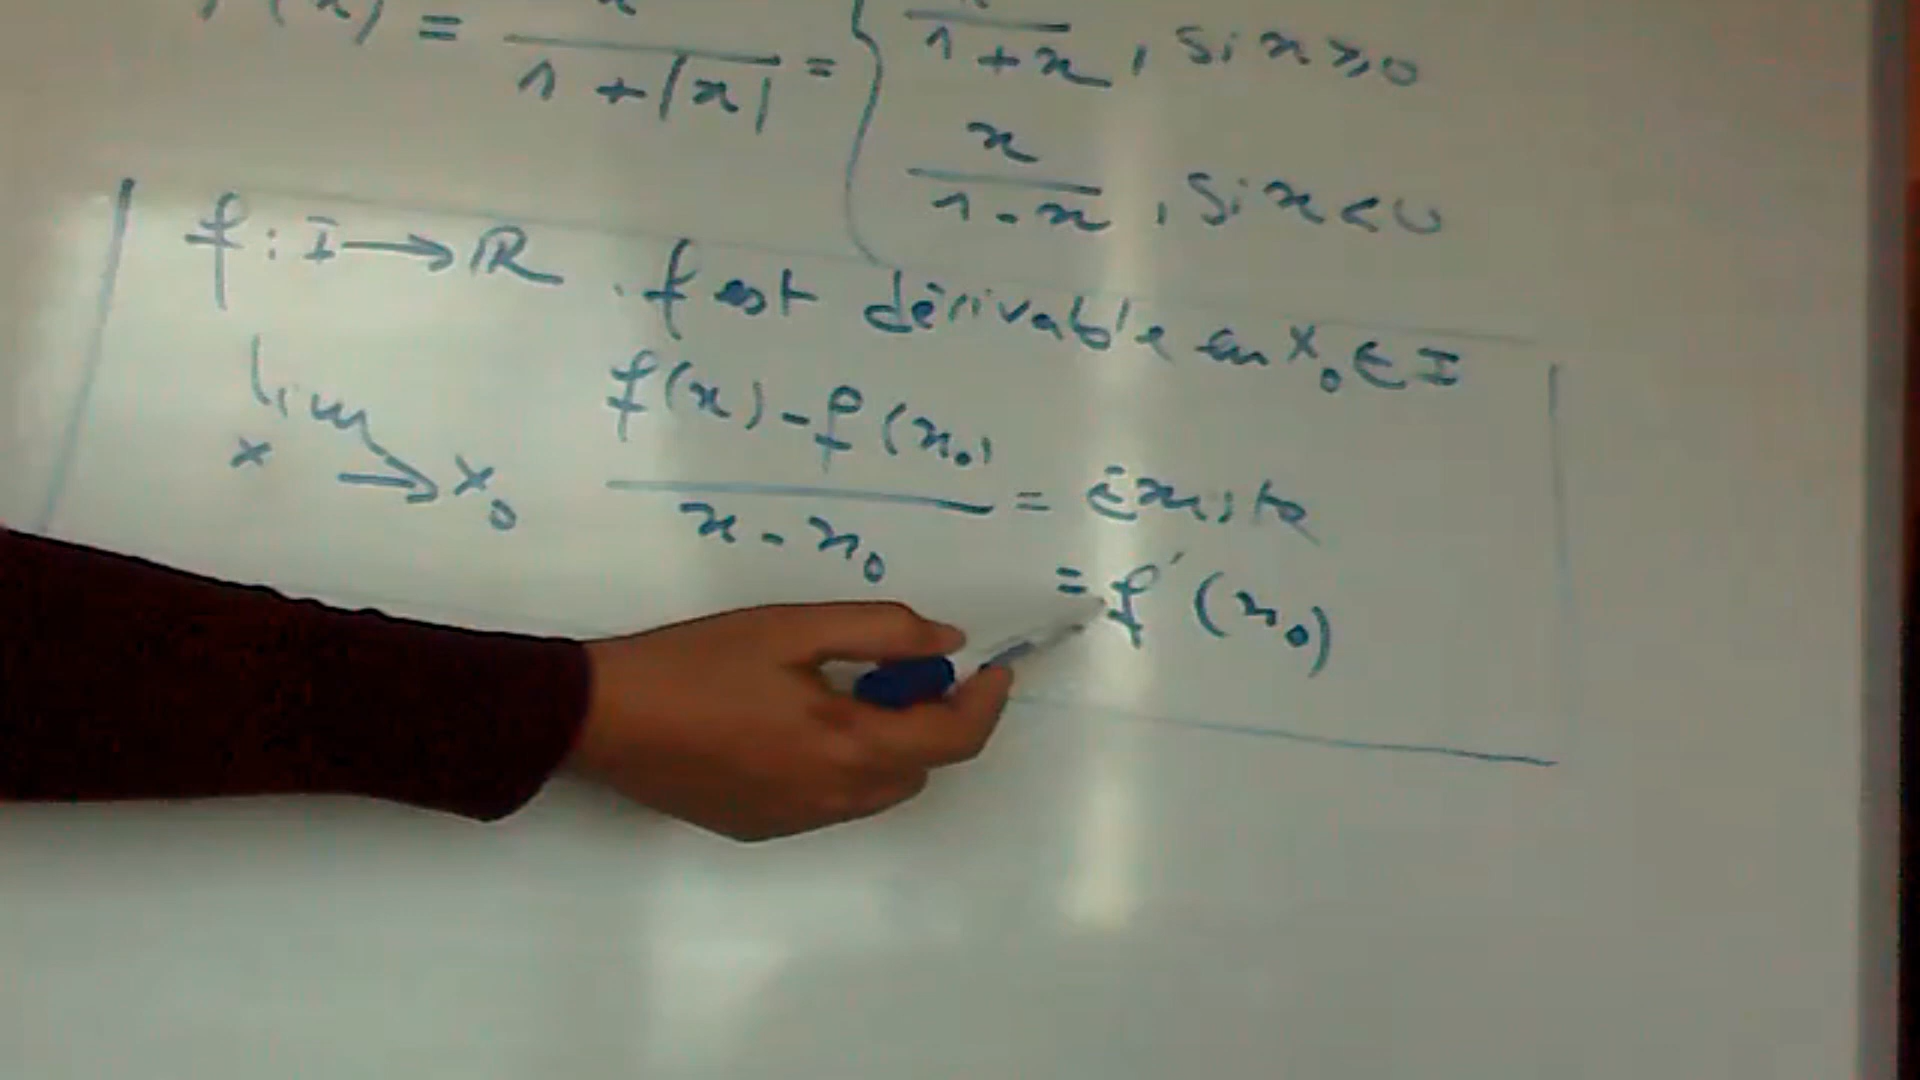 (x) = x / 1 + |x| = { x / 1 + x , Si x ⩾ 0
x / 1 - x , Si x < 0
f : I → ℝ . f est dérivable en x₀ ∈ I
lim x → x₀ f(x) - f(x₀) / x - x₀ = Existe
= f'(x₀)